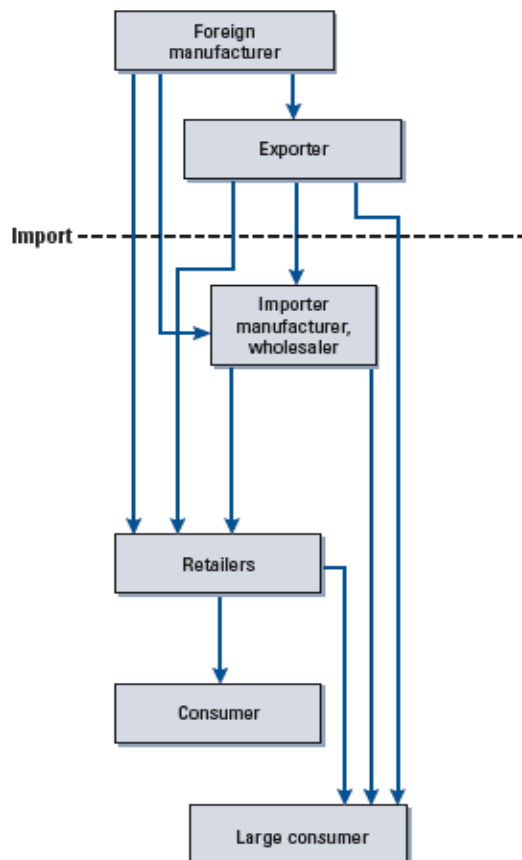 Foreign
manufacturer
Exporter
Import
Importer
manufacturer,
wholesaler
Retailers
Consumer
Large consumer